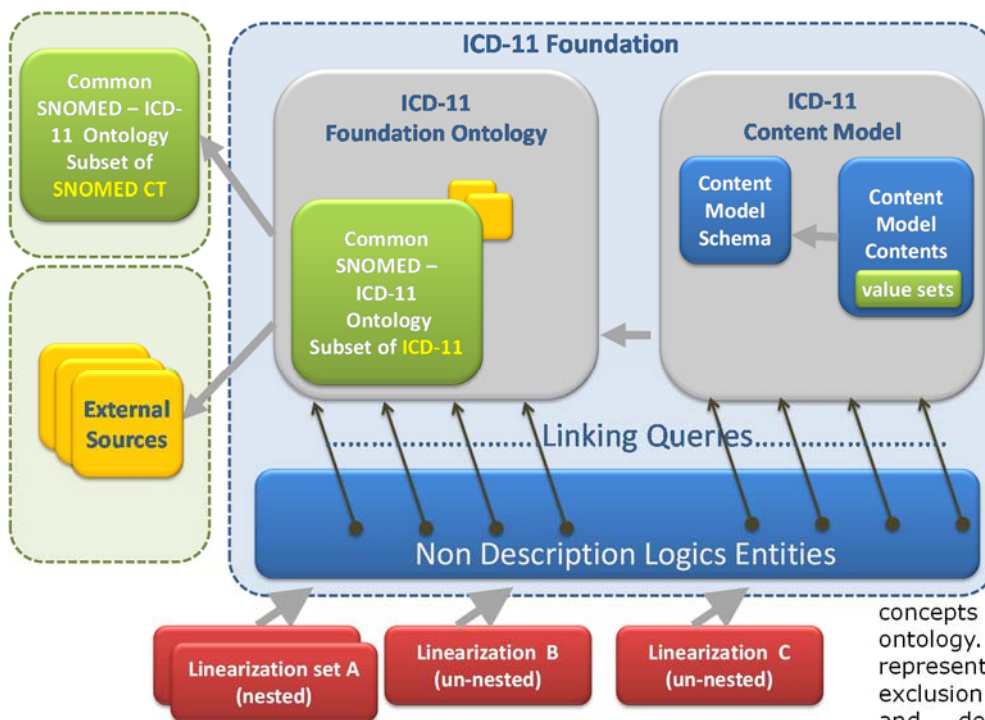 ICD-11 Foundation
Common
SNOMED – ICD-
11 Ontology
Subset of
SNOMED CT
External
Sources
ICD-11
Foundation Ontology
Common
SNOMED –
ICD-11
Ontology
Subset of ICD-11
ICD-11
Content Model
Content
Model
Schema
Content
Model
Contents
value sets
Linking Queries
Non Description Logics Entities
Linearization set A
(nested)
Linearization B
(un-nested)
Linearization C
(un-nested)
concepts
ontology.
represent
exclusion
and do